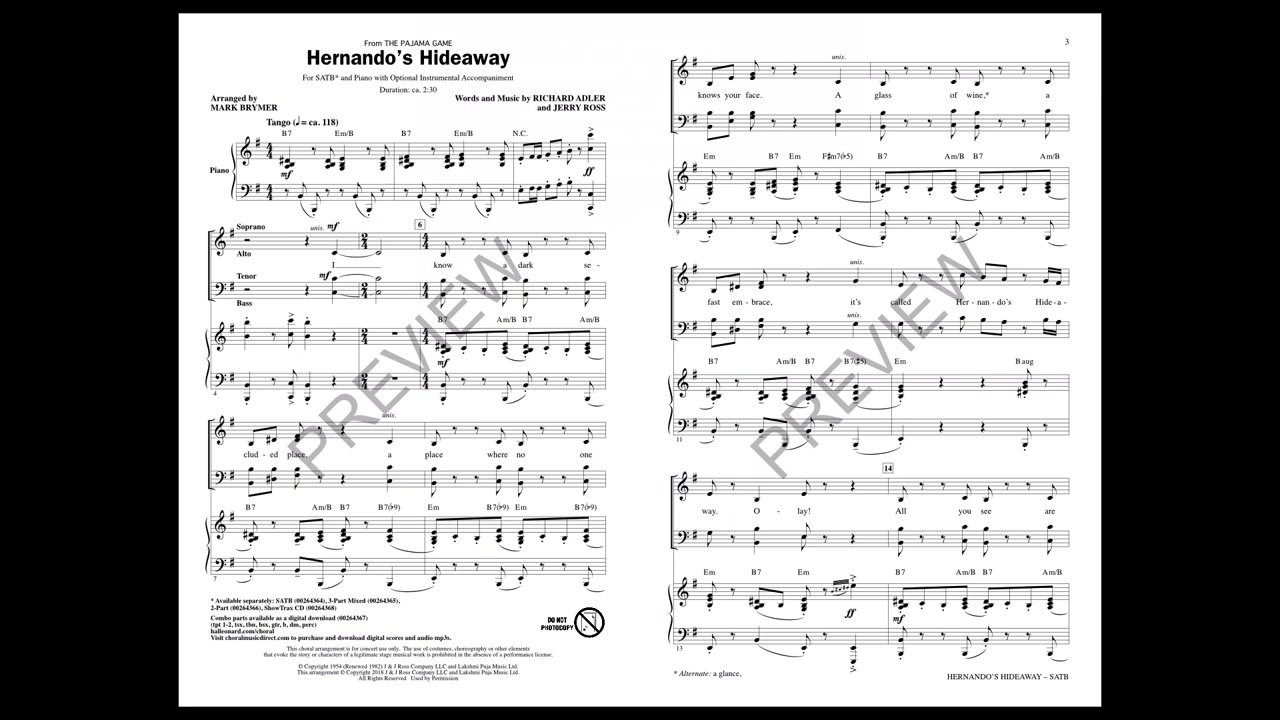 From THE PAJAMA GAME
Hernando's Hideaway
For SATB* and Piano with Optional Instrumental Accompaniment
Duration: ca. 2:30
Arranged by
MARK BRYMER
Words and Music by RICHARD ADLER
and JERRY ROSS
Tango (♩ = ca. 118)
B7 Em/B B7 Em/B N.C.
Piano
mf ff
Soprano unis. mf 6
Alto
I know a dark se -
Tenor mf
Bass
B7 Am/B B7 Am/B
mf
4
unis.
clud - ed place, a place where no one
B7 Am/B B7 B7(♭9) Em B7(♭9) Em B7(♭9)
7
* Available separately: SATB (00264364), 3-Part Mixed (00264365),
2-Part (00264366), ShowTrax CD (00264368)
Combo parts available as a digital download (00264367)
(tpt 1-2, tsx, tbn, bsx, gtr, b, dm, perc)
halleonard.com/choral
Visit choralmusicdirect.com to purchase and download digital scores and audio mp3s.
DO NOT
PHOTOCOPY
This choral arrangement is for concert use only. The use of costumes, choreography or other elements
that evoke the story or characters of a legitimate stage musical work is prohibited in the absence of a performance license.
© Copyright 1954 (Renewed 1982) J & J Ross Company LLC and Lakshmi Puja Music Ltd.
This arrangement © Copyright 2018 J & J Ross Company LLC and Lakshmi Puja Music Ltd.
All Rights Reserved Used by Permission
PREVIEW
3
unis.
knows your face. A glass of wine,* a
Em B7 Em F#m7(♭5) B7 Am/B B7 Am/B
9
unis.
fast em - brace, it's called Her - nan - do's Hide - a -
unis.
B7 Am/B B7 B7(#5) Em B aug
11
14
way. O - lay! All you see are
Em B7 Em B7 Am/B B7 Am/B
ff mf
13
* Alternate: a glance,
HERNANDO'S HIDEAWAY – SATB
PREVIEW